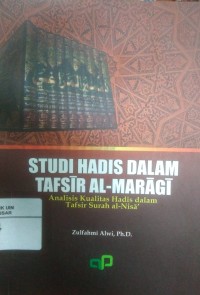 STUDI HADIS DALAM
TAFSĪR AL-MARĀGĪ
Analisis Kualitas Hadis dalam
Tafsir Surah al-Nisā'
Zulfahmi Alwi, Ph.D.